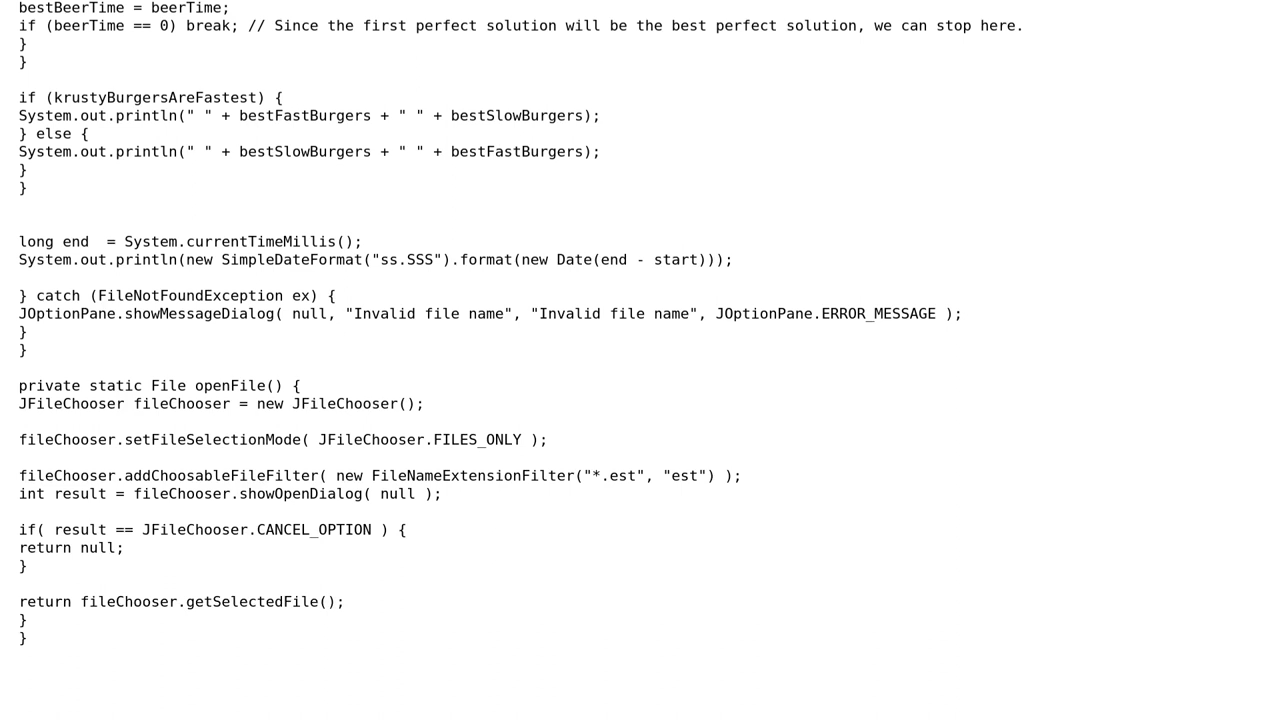 bestBeerTime = beerTime;
if (beerTime == 0) break; // Since the first perfect solution will be the best perfect solution, we can stop here.
}
}

if (krustyBurgersAreFastest) {
System.out.println(" " + bestFastBurgers + " " + bestSlowBurgers);
} else {
System.out.println(" " + bestSlowBurgers + " " + bestFastBurgers);
}
}


long end  = System.currentTimeMillis();
System.out.println(new SimpleDateFormat("ss.SSS").format(new Date(end - start)));

} catch (FileNotFoundException ex) {
JOptionPane.showMessageDialog( null, "Invalid file name", "Invalid file name", JOptionPane.ERROR_MESSAGE );
}
}

private static File openFile() {
JFileChooser fileChooser = new JFileChooser();

fileChooser.setFileSelectionMode( JFileChooser.FILES_ONLY );

fileChooser.addChoosableFileFilter( new FileNameExtensionFilter("*.est", "est") );
int result = fileChooser.showOpenDialog( null );

if( result == JFileChooser.CANCEL_OPTION ) {
return null;
}

return fileChooser.getSelectedFile();
}
}